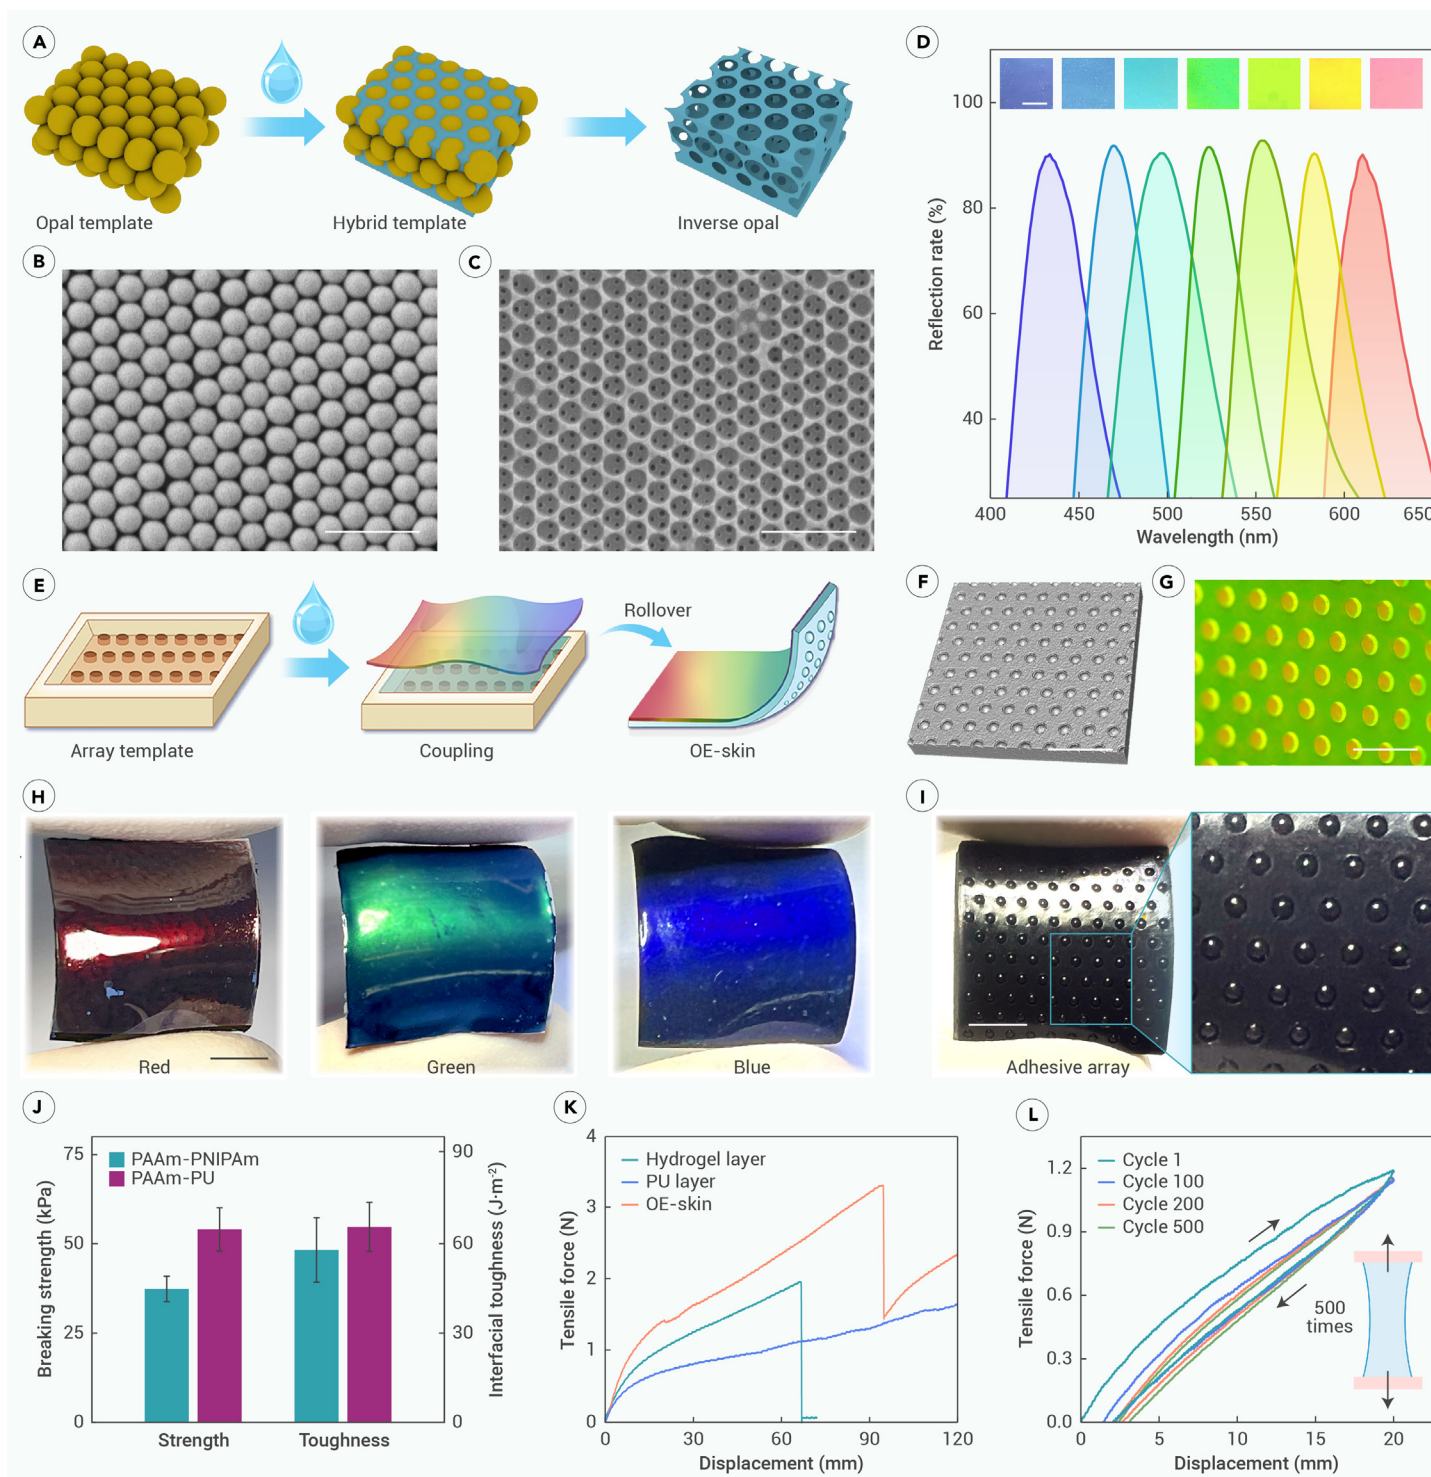 A
Opal template
Hybrid template
Inverse opal
B
C
D
Reflection rate (%)
100
80
60
40
400
450
500
550
600
650
Wavelength (nm)
E
Array template
Coupling
Rollover
OE-skin
F
G
H
Red
Green
Blue
I
Adhesive array
J
Breaking strength (kPa)
75
50
25
0
PAAm-PNIPAm
PAAm-PU
90
60
30
0
Interfacial toughness (J·m⁻²)
Strength
Toughness
K
Tensile force (N)
4
3
2
1
0
Hydrogel layer
PU layer
OE-skin
0
30
60
90
120
Displacement (mm)
L
Tensile force (N)
1.2
0.9
0.6
0.3
0.0
Cycle 1
Cycle 100
Cycle 200
Cycle 500
500
times
0
5
10
15
20
Displacement (mm)